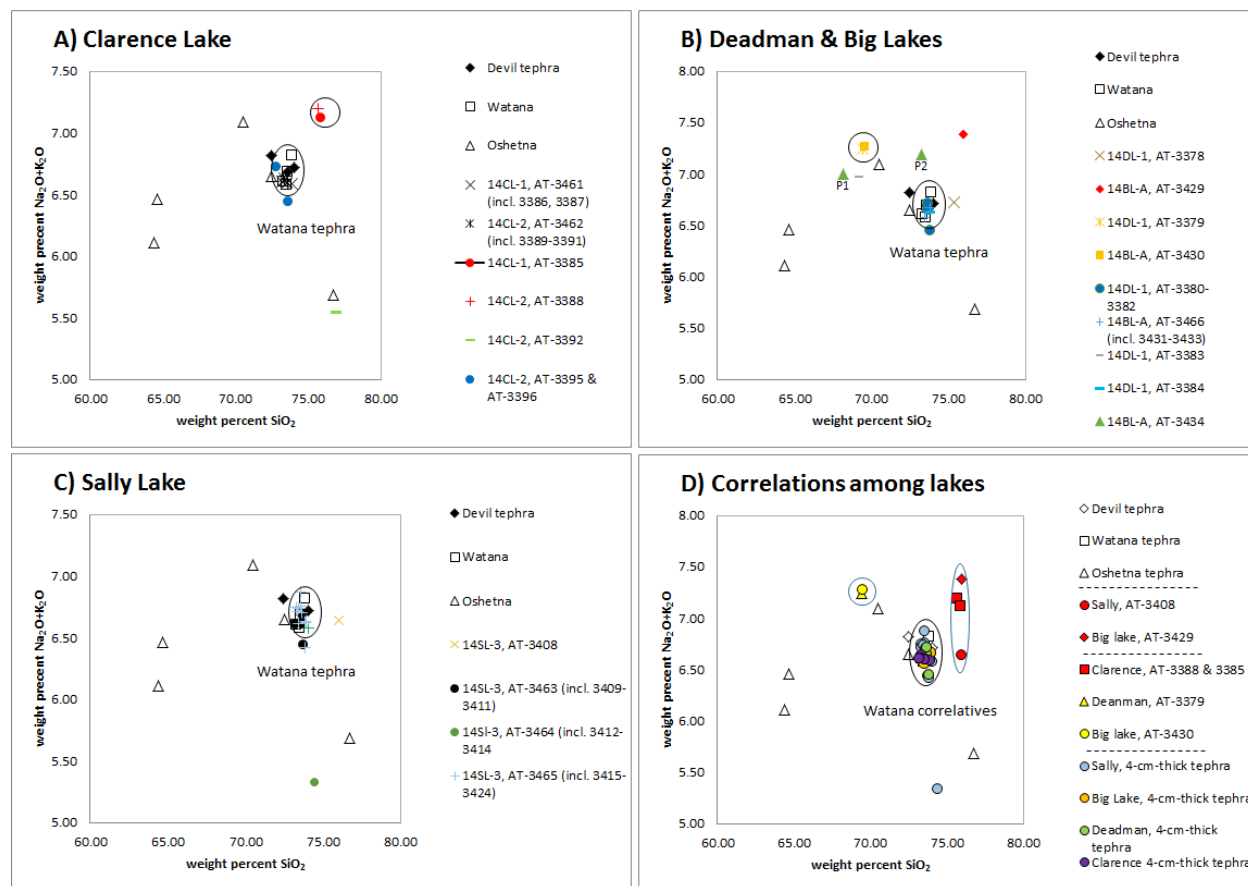 A) Clarence Lake
weight precent Na₂O+K₂O
7.50
7.00
6.50
6.00
5.50
5.00
60.00 65.00 70.00 75.00 80.00
weight percent SiO₂
Watana tephra
Devil tephra
Watana
Oshetna
14CL-1, AT-3461
(incl. 3386, 3387)
14CL-2, AT-3462
(incl. 3389-3391)
14CL-1, AT-3385
14CL-2, AT-3388
14CL-2, AT-3392
14CL-2, AT-3395 &
AT-3396
B) Deadman & Big Lakes
weight precent Na₂O+K₂O
8.00
7.50
7.00
6.50
6.00
5.50
5.00
60.00 65.00 70.00 75.00 80.00
weight percent SiO₂
P1
P2
Watana tephra
Devil tephra
Watana
Oshetna
14DL-1, AT-3378
14BL-A, AT-3429
14DL-1, AT-3379
14BL-A, AT-3430
14DL-1, AT-3380-
3382
14BL-A, AT-3466
(incl. 3431-3433)
14DL-1, AT-3383
14DL-1, AT-3384
14BL-A, AT-3434
C) Sally Lake
weight precent Na₂O+K₂O
7.50
7.00
6.50
6.00
5.50
5.00
60.00 65.00 70.00 75.00 80.00
weight percent SiO₂
Watana tephra
Devil tephra
Watana
Oshetna
14SL-3, AT-3408
14SL-3, AT-3463 (incl. 3409-
3411)
14Sl-3, AT-3464 (incl. 3412-
3414
14SL-3, AT-3465 (incl. 3415-
3424)
D) Correlations among lakes
weight precent Na₂O+K₂O
8.00
7.50
7.00
6.50
6.00
5.50
5.00
60.00 65.00 70.00 75.00 80.00
weight percent SiO₂
Watana correlatives
Devil tephra
Watana tephra
Oshetna tephra
Sally, AT-3408
Big lake, AT-3429
Clarence, AT-3388 & 3385
Deanman, AT-3379
Big lake, AT-3430
Sally, 4-cm-thick tephra
Big Lake, 4-cm-thick tephra
Deadman, 4-cm-thick
tephra
Clarence 4-cm-thick tephra